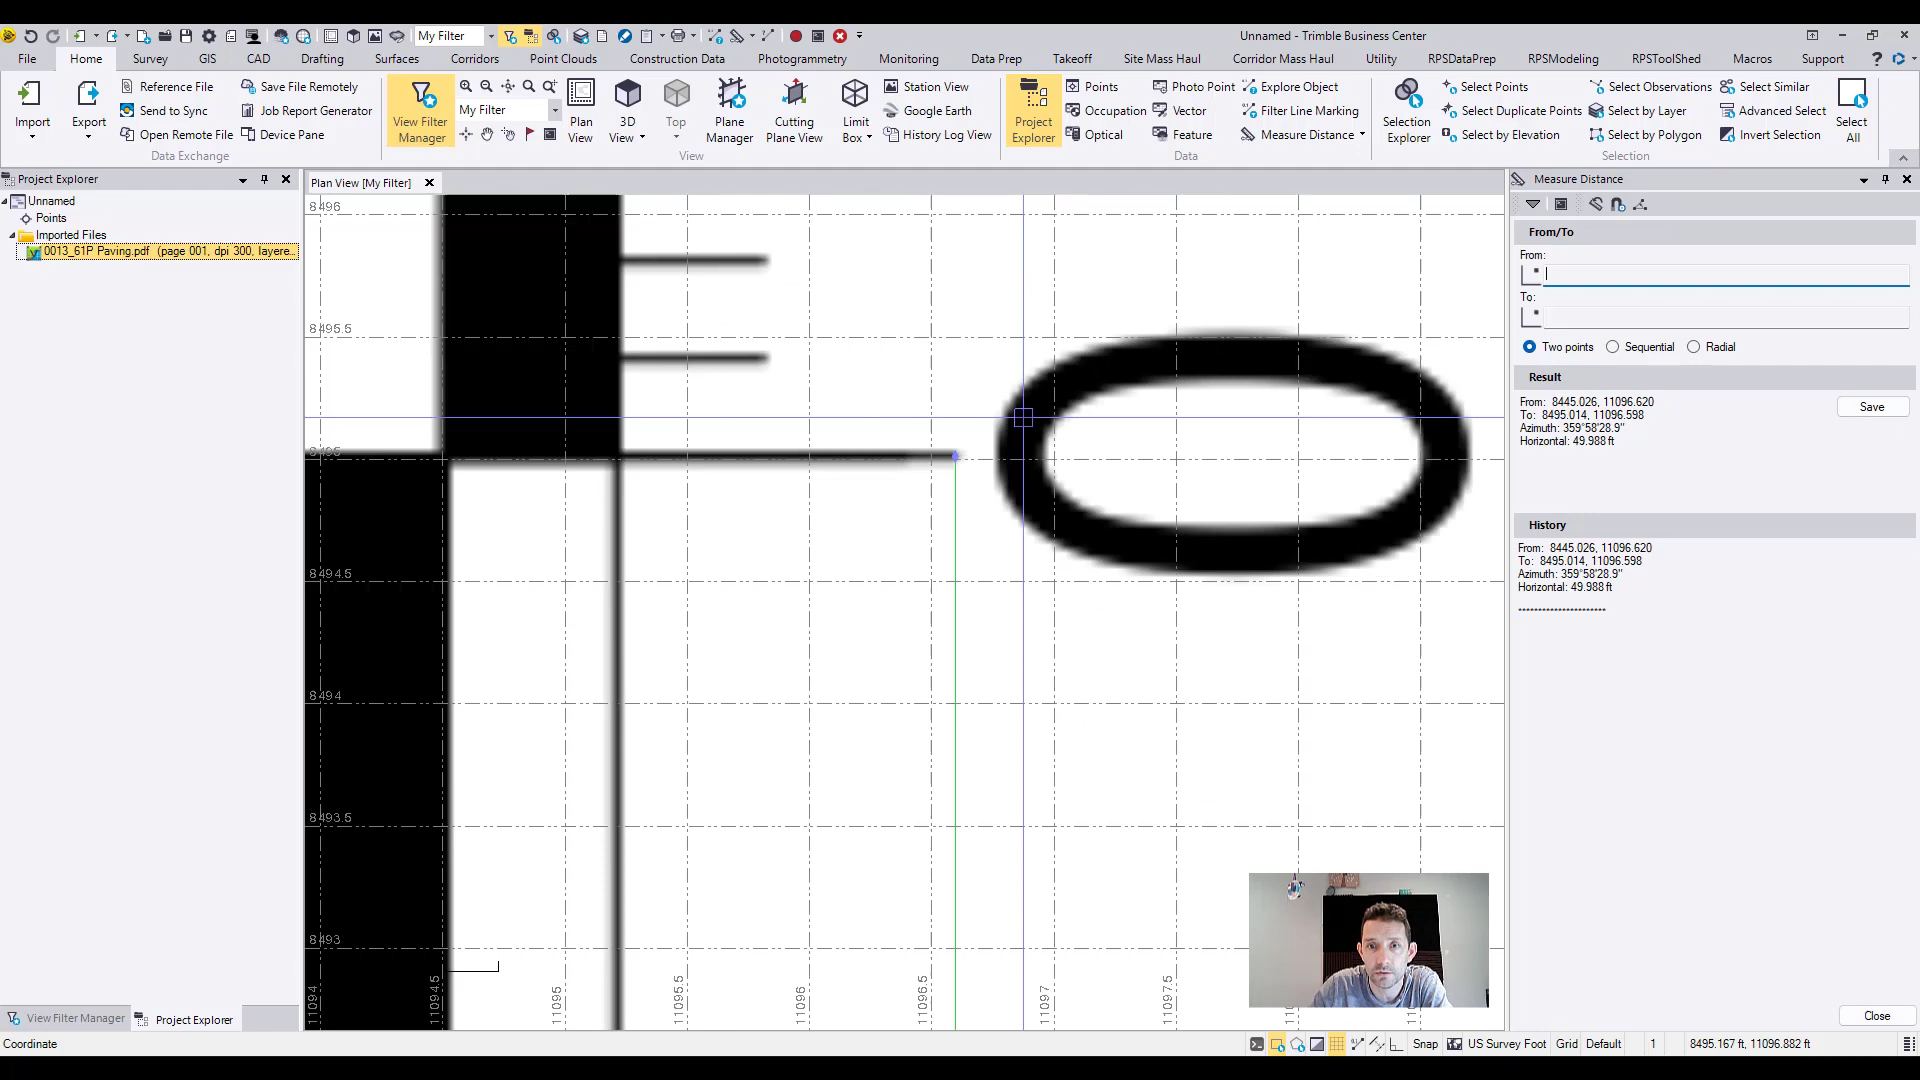 My Filter
Unnamed - Trimble Business Center
File Home Survey GIS CAD Drafting Surfaces Corridors Point Clouds Construction Data Photogrammetry Monitoring Data Prep Takeoff Site Mass Haul Corridor Mass Haul Utility RPSDataPrep RPSModeling RPSToolShed Macros Support
Import
Export
Reference File
Send to Sync
Open Remote File
Save File Remotely
Job Report Generator
Device Pane
Data Exchange
View Filter Manager
My Filter
Plan View
3D View
Top
Plane Manager
Cutting Plane View
Limit Box
Station View
Google Earth
History Log View
View
Project Explorer
Points
Occupation
Optical
Photo Point
Vector
Feature
Explore Object
Filter Line Marking
Measure Distance
Data
Selection Explorer
Select Points
Select Duplicate Points
Select by Elevation
Select Observations
Select by Layer
Select by Polygon
Select Similar
Advanced Select
Invert Selection
Select All
Selection
Project Explorer
Unnamed
Points
Imported Files
0013_61P Paving.pdf (page 001, dpi 300, layere...
View Filter Manager
Project Explorer
Plan View [My Filter]
8496
8495.5
8495
8494.5
8494
8493.5
8493
11094
11094.5
11095
11095.5
11096
11096.5
11097
11097.5
Measure Distance
From/To
From:
To:
Two points Sequential Radial
Result
From: 8445.026, 11096.620
To: 8495.014, 11096.598
Azimuth: 359°58'28.9"
Horizontal: 49.988 ft
Save
History
From: 8445.026, 11096.620
To: 8495.014, 11096.598
Azimuth: 359°58'28.9"
Horizontal: 49.988 ft
**********************
Close
Coordinate
Snap US Survey Foot Grid Default 1 8495.167 ft, 11096.882 ft